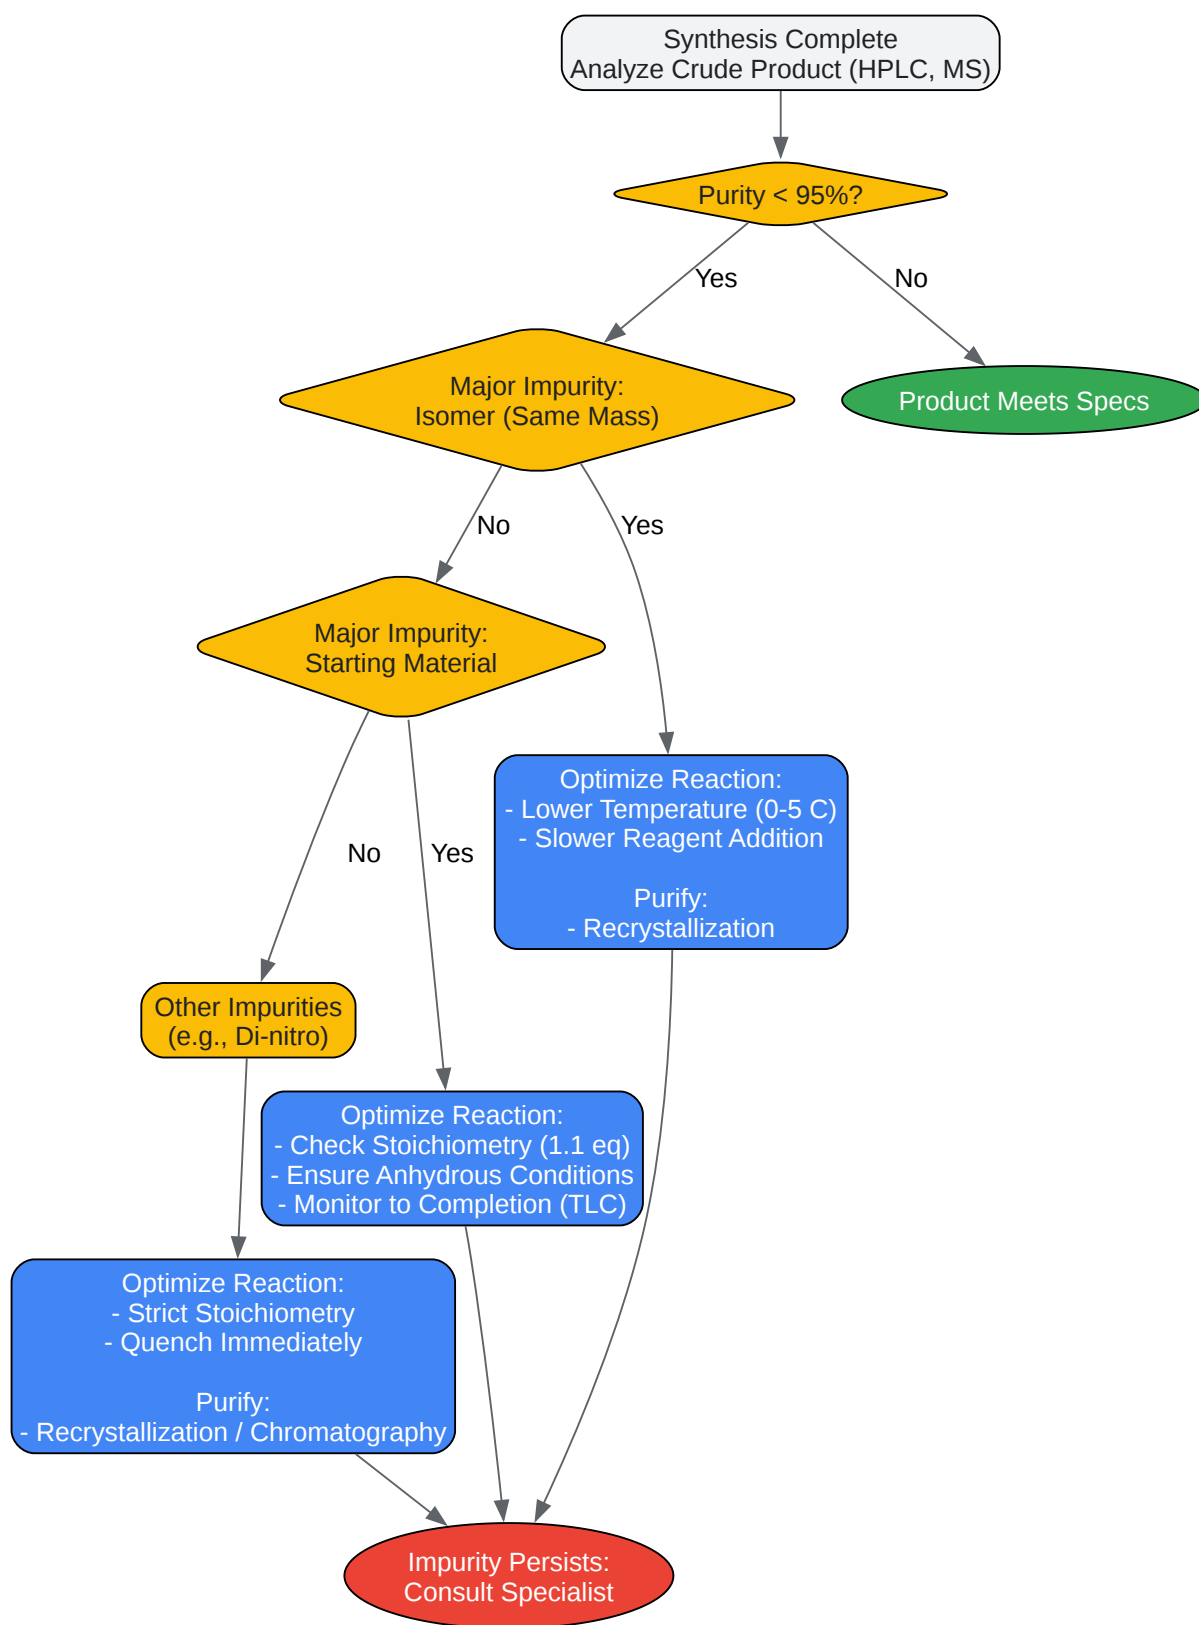 Synthesis Complete
Analyze Crude Product (HPLC, MS)
Purity < 95%?
Yes
No
Major Impurity:
Isomer (Same Mass)
Product Meets Specs
No
Yes
Major Impurity:
Starting Material
No
Yes
Optimize Reaction:
- Lower Temperature (0-5 C)
- Slower Reagent Addition
Purify:
- Recrystallization
Other Impurities
(e.g., Di-nitro)
Optimize Reaction:
- Check Stoichiometry (1.1 eq)
- Ensure Anhydrous Conditions
- Monitor to Completion (TLC)
Optimize Reaction:
- Strict Stoichiometry
- Quench Immediately
Purify:
- Recrystallization / Chromatography
Impurity Persists:
Consult Specialist